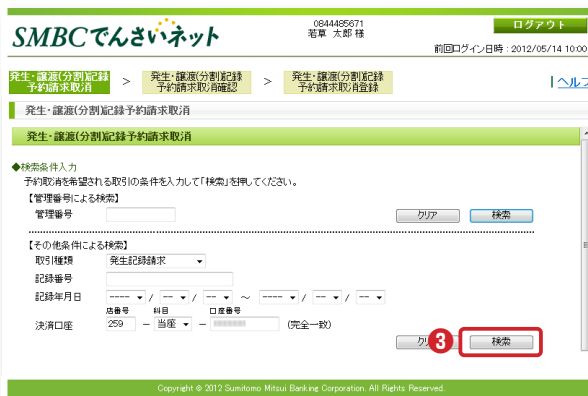 SMBCでんさいネット
0844485671
若草 太郎 様
ログアウト
前回ログイン日時：2012/05/14 10:00
発生・譲渡(分割)記録
予約請求取消
>
発生・譲渡(分割)記録
予約請求取消確認
>
発生・譲渡(分割)記録
予約請求取消登録
ヘルプ
発生・譲渡(分割)記録予約請求取消
発生・譲渡(分割)記録予約請求取消
◆検索条件入力
予約取消を希望される取引の条件を入力して「検索」を押してください。
【管理番号による検索】
管理番号
クリア 検索
【その他条件による検索】
取引種類 発生記録請求
記録番号
記録年月日 ---- / -- / -- ～ ---- / -- / --
店番号 科目 口座番号
決済口座 259 － 当座 － (完全一致)
❸ 検索
Copyright © 2012 Sumitomo Mitsui Banking Corporation. All Rights Reserved.